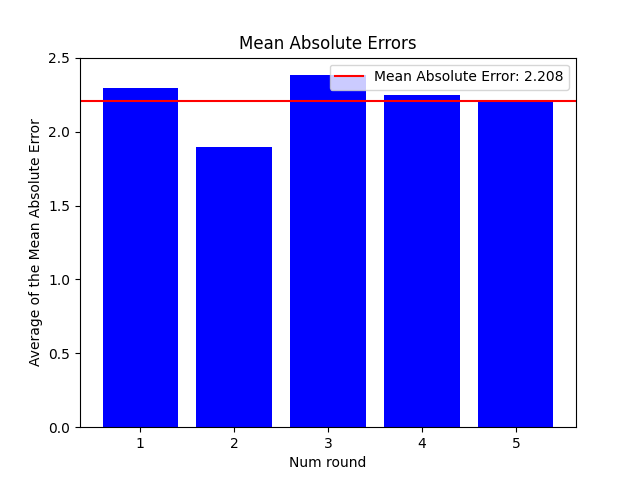 Mean Absolute Errors
Mean Absolute Error: 2.208
Average of the Mean Absolute Error
2.5
2.0
1.5
1.0
0.5
0.0
1 2 3 4 5
Num round